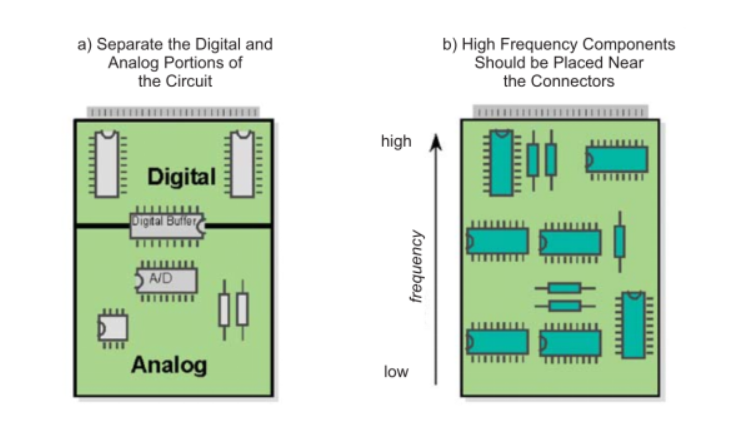 a) Separate the Digital and
Analog Portions of
the Circuit
b) High Frequency Components
Should be Placed Near
the Connectors
Digital
Digital Buffer
A/D
Analog
high
frequency
low